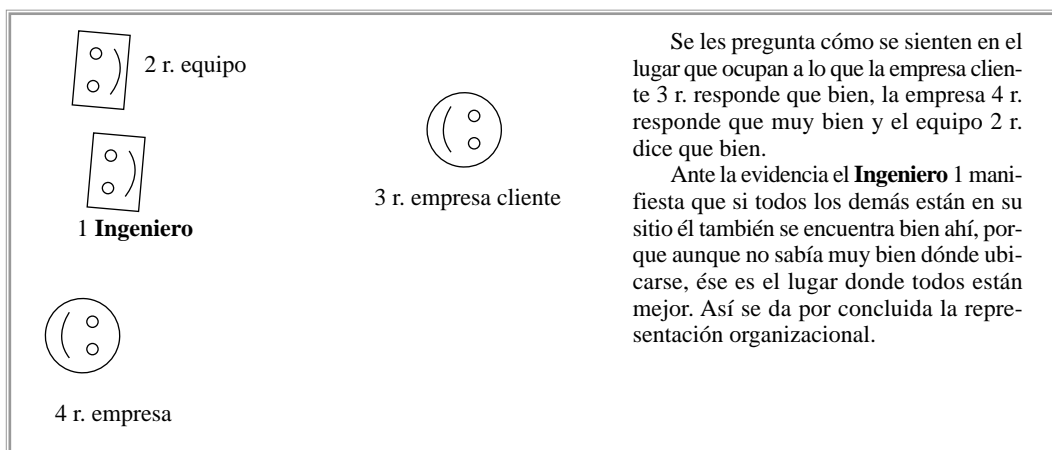 2 r. equipo
1 Ingeniero
3 r. empresa cliente
4 r. empresa
Se les pregunta cómo se sienten en el
lugar que ocupan a lo que la empresa clien-
te 3 r. responde que bien, la empresa 4 r.
responde que muy bien y el equipo 2 r.
dice que bien.
Ante la evidencia el Ingeniero 1 mani-
fiesta que si todos los demás están en su
sitio él también se encuentra bien ahí, por-
que aunque no sabía muy bien dónde ubi-
carse, ése es el lugar donde todos están
mejor. Así se da por concluida la repre-
sentación organizacional.